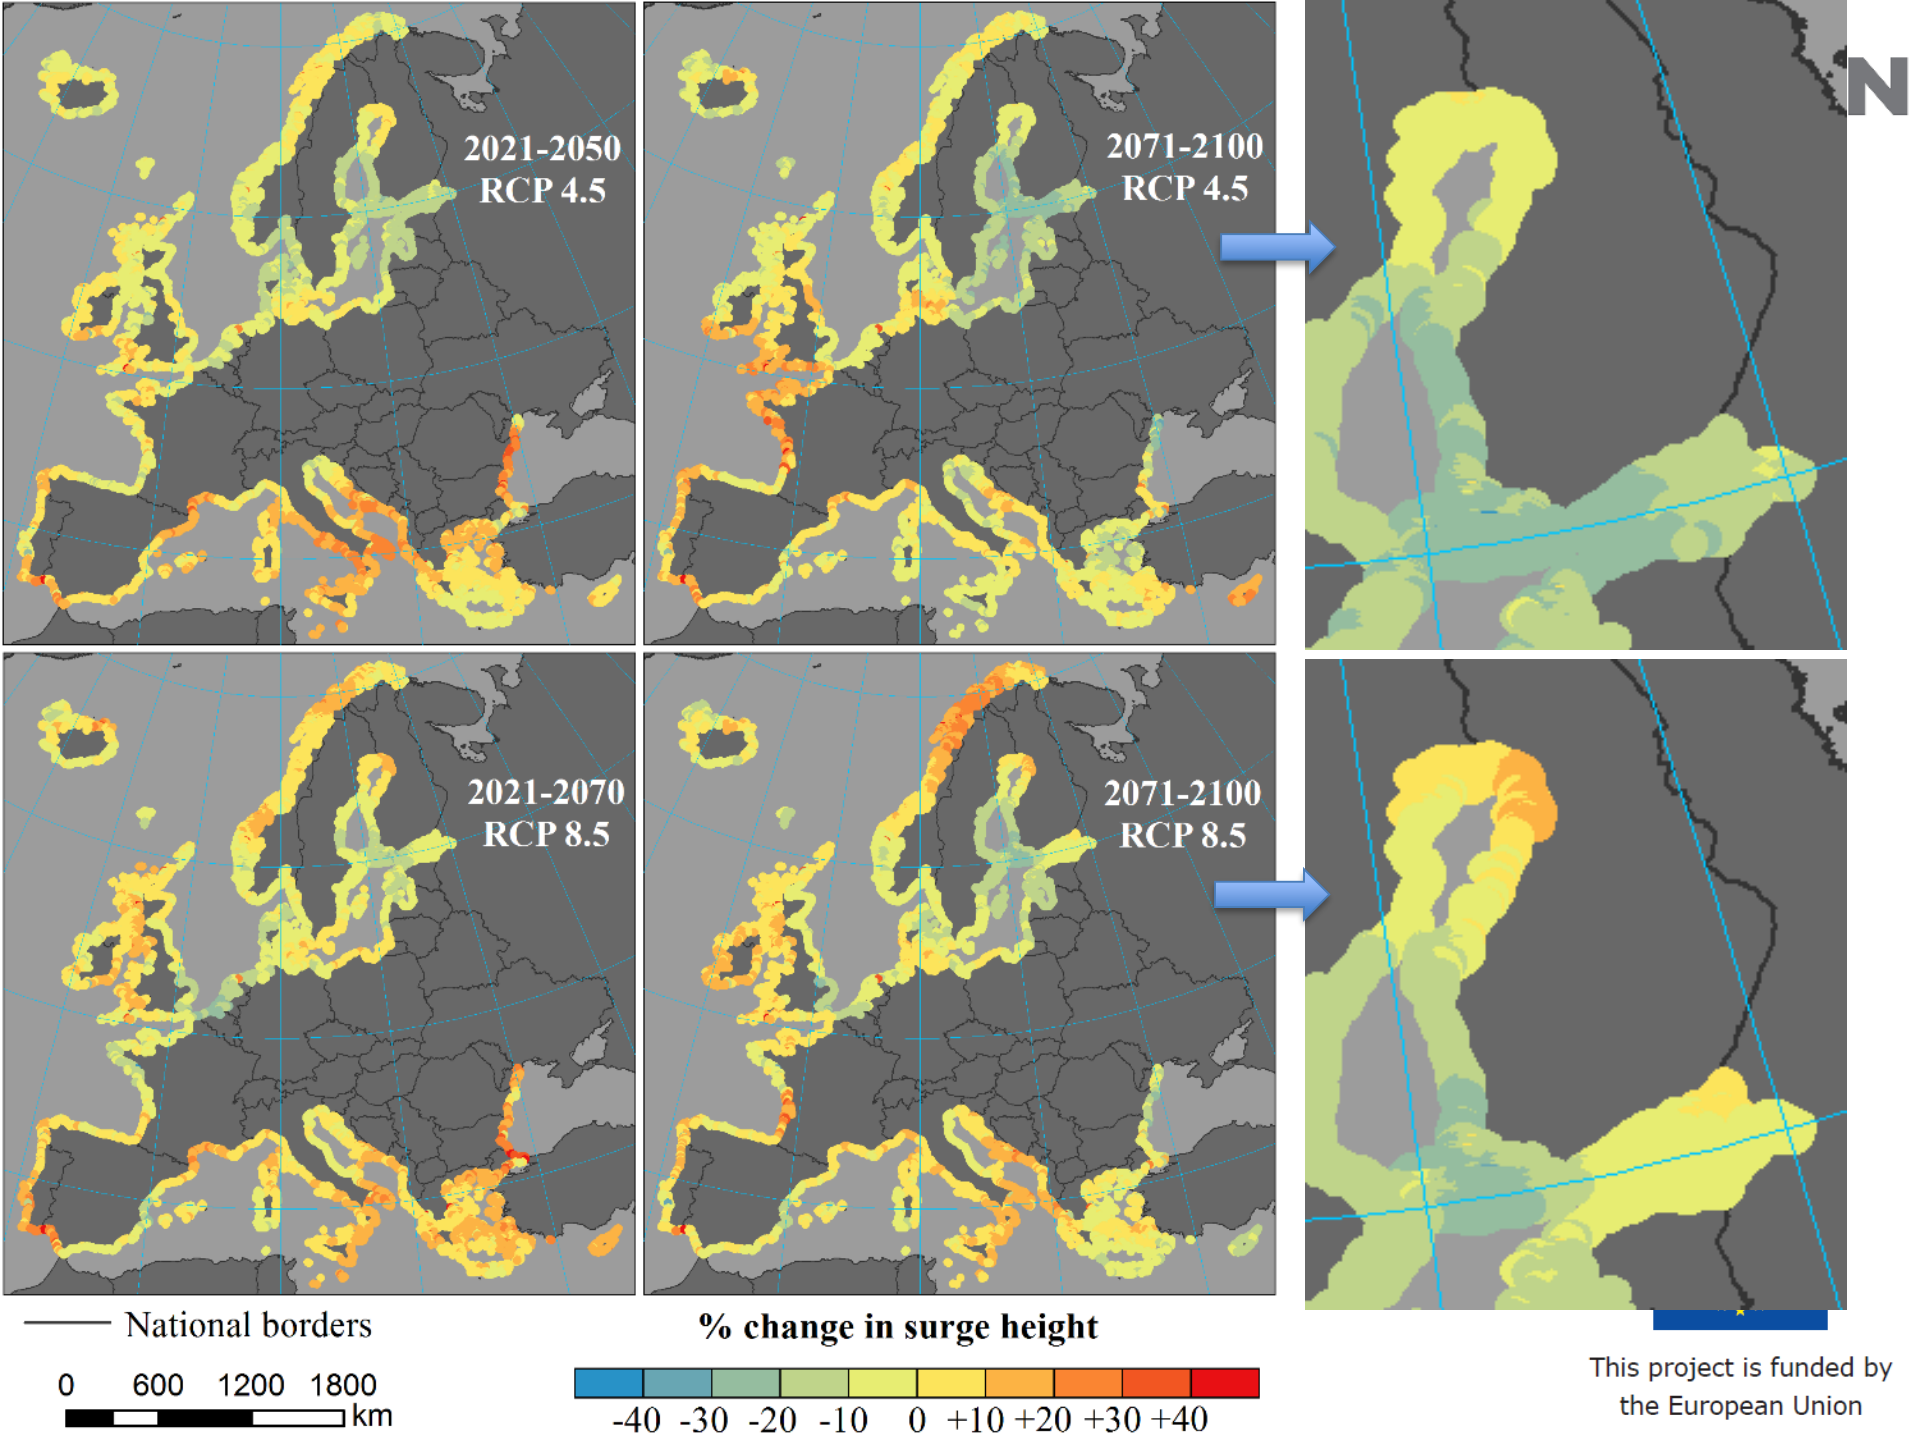 2021-2050
RCP 4.5
2071-2100
RCP 4.5
N
2021-2070
RCP 8.5
2071-2100
RCP 8.5
National borders
% change in surge height
0 600 1200 1800
km
-40 -30 -20 -10 0 +10 +20 +30 +40
This project is funded by
the European Union